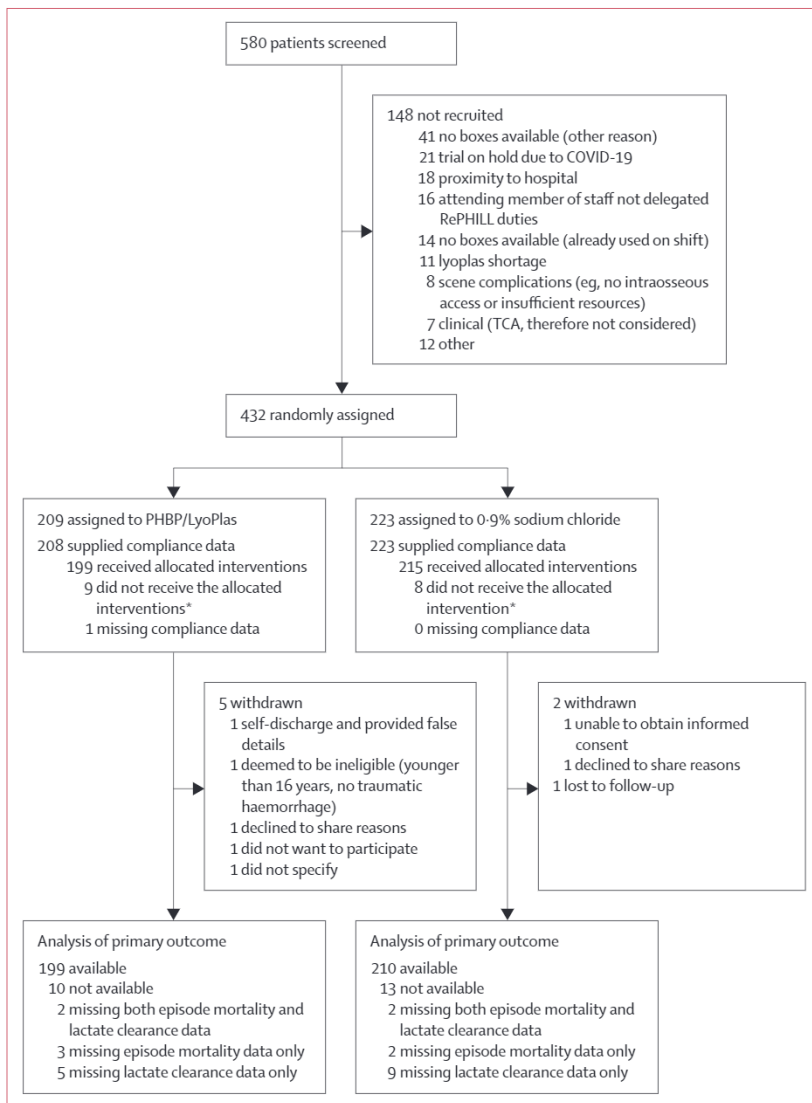 580 patients screened
148 not recruited
41 no boxes available (other reason)
21 trial on hold due to COVID-19
18 proximity to hospital
16 attending member of staff not delegated
RePHILL duties
14 no boxes available (already used on shift)
11 lyoplas shortage
8 scene complications (eg, no intraosseous
access or insufficient resources)
7 clinical (TCA, therefore not considered)
12 other
432 randomly assigned
209 assigned to PHBP/LyoPlas
208 supplied compliance data
199 received allocated interventions
9 did not receive the allocated
interventions*
1 missing compliance data
223 assigned to 0·9% sodium chloride
223 supplied compliance data
215 received allocated interventions
8 did not receive the allocated
intervention*
0 missing compliance data
5 withdrawn
1 self-discharge and provided false
details
1 deemed to be ineligible (younger
than 16 years, no traumatic
haemorrhage)
1 declined to share reasons
1 did not want to participate
1 did not specify
2 withdrawn
1 unable to obtain informed
consent
1 declined to share reasons
1 lost to follow-up
Analysis of primary outcome
199 available
10 not available
2 missing both episode mortality and
lactate clearance data
3 missing episode mortality data only
5 missing lactate clearance data only
Analysis of primary outcome
210 available
13 not available
2 missing both episode mortality and
lactate clearance data
2 missing episode mortality data only
9 missing lactate clearance data only